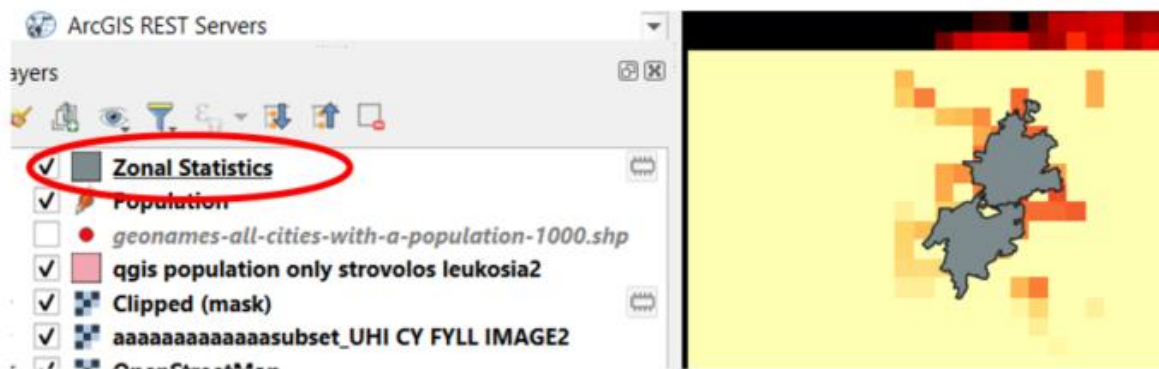 ArcGIS REST Servers
ayers
Zonal Statistics
Population
geonames-all-cities-with-a-population-1000.shp
qgis population only strovolos leukosia2
Clipped (mask)
aaaaaaaaaaaaasubset_UHI CY FYLL IMAGE2
OpenStreetMap